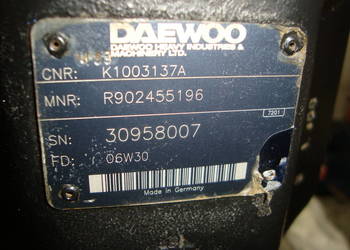 DAEWOO
DAEWOO HEAVY INDUSTRIES &
MACHINERY LTD.
CNR: K1003137A
MNR: R902455196
7201
SN: 30958007
FD: 06W30
Made in Germany